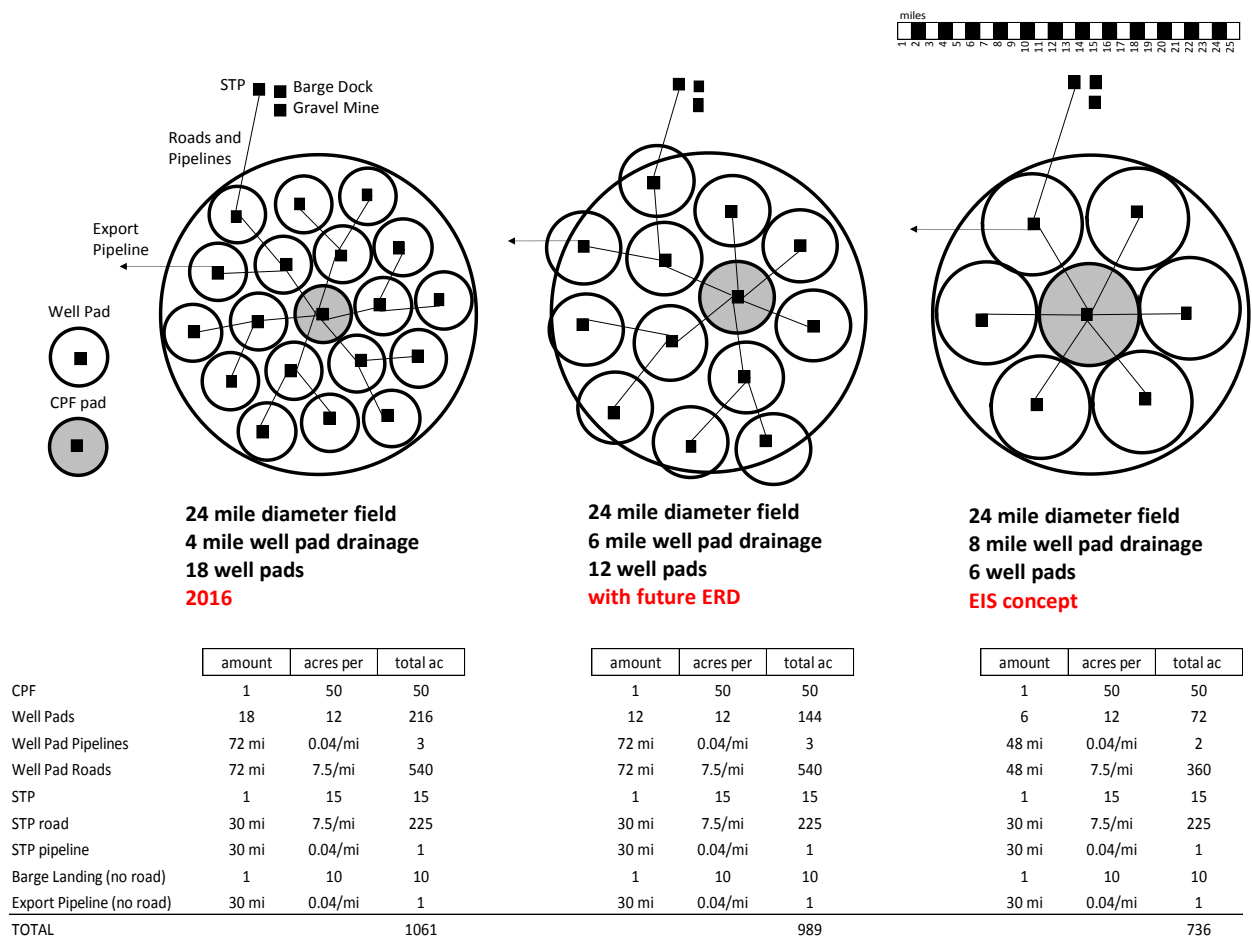 miles
1 2 3 4 5 6 7 8 9 10 11 12 13 14 15 16 17 18 19 20 21 22 23 24 25
STP
Barge Dock
Gravel Mine
Roads and
Pipelines
Export
Pipeline
Well Pad
CPF pad
24 mile diameter field
4 mile well pad drainage
18 well pads
2016
24 mile diameter field
6 mile well pad drainage
12 well pads
with future ERD
24 mile diameter field
8 mile well pad drainage
6 well pads
EIS concept
amount acres per total ac amount acres per total ac amount acres per total ac
CPF 1 50 50 1 50 50 1 50 50
Well Pads 18 12 216 12 12 144 6 12 72
Well Pad Pipelines 72 mi 0.04/mi 3 72 mi 0.04/mi 3 48 mi 0.04/mi 2
Well Pad Roads 72 mi 7.5/mi 540 72 mi 7.5/mi 540 48 mi 7.5/mi 360
STP 1 15 15 1 15 15 1 15 15
STP road 30 mi 7.5/mi 225 30 mi 7.5/mi 225 30 mi 7.5/mi 225
STP pipeline 30 mi 0.04/mi 1 30 mi 0.04/mi 1 30 mi 0.04/mi 1
Barge Landing (no road) 1 10 10 1 10 10 1 10 10
Export Pipeline (no road) 30 mi 0.04/mi 1 30 mi 0.04/mi 1 30 mi 0.04/mi 1
TOTAL 1061 989 736